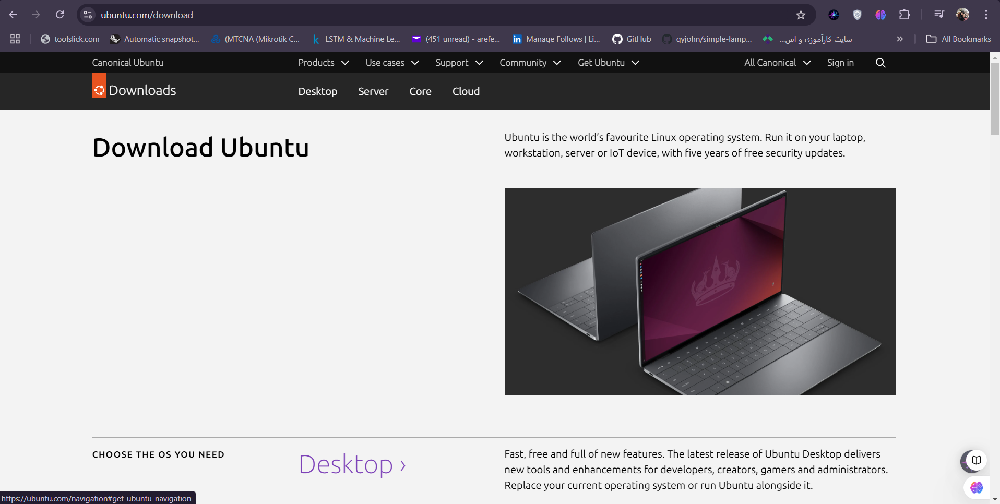 ubuntu.com/download
toolslick.com
Automatic snapshot...
(MTCNA (Mikrotik C...
LSTM & Machine Le...
(451 unread) - arefe...
Manage Follows | Li...
GitHub
qyjohn/simple-lamp...
سایت کارآموزی و اس...
All Bookmarks
Canonical Ubuntu
Products
Use cases
Support
Community
Get Ubuntu
All Canonical
Sign in
Downloads
Desktop
Server
Core
Cloud
Download Ubuntu
Ubuntu is the world’s favourite Linux operating system. Run it on your laptop,
workstation, server or IoT device, with five years of free security updates.
CHOOSE THE OS YOU NEED
Desktop ›
Fast, free and full of new features. The latest release of Ubuntu Desktop delivers
new tools and enhancements for developers, creators, gamers and administrators.
Replace your current operating system or run Ubuntu alongside it.
https://ubuntu.com/navigation#get-ubuntu-navigation